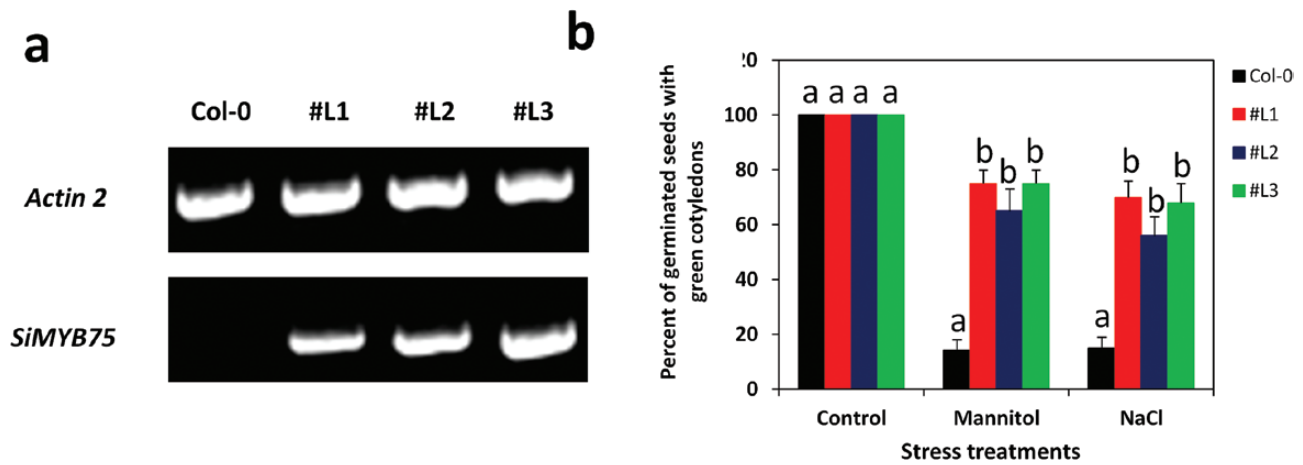 a
Col-0 #L1 #L2 #L3
Actin 2
SiMYB75
b
Percent of germinated seeds with
green cotyledons
20
100
80
60
40
20
0
a a a a
a b b b
a b b b
Control Mannitol NaCl
Stress treatments
Col-0
#L1
#L2
#L3